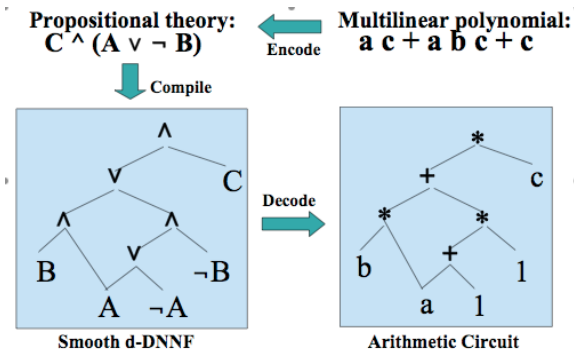 Propositional theory:
C ^ (A ∨ ¬ B)
Encode
Multilinear polynomial:
a c + a b c + c
Compile
∧
∨ C
∧ ∧
B ∨ ¬B
A ¬A
Smooth d-DNNF
Decode
*
+ c
* *
b + 1
a 1
Arithmetic Circuit